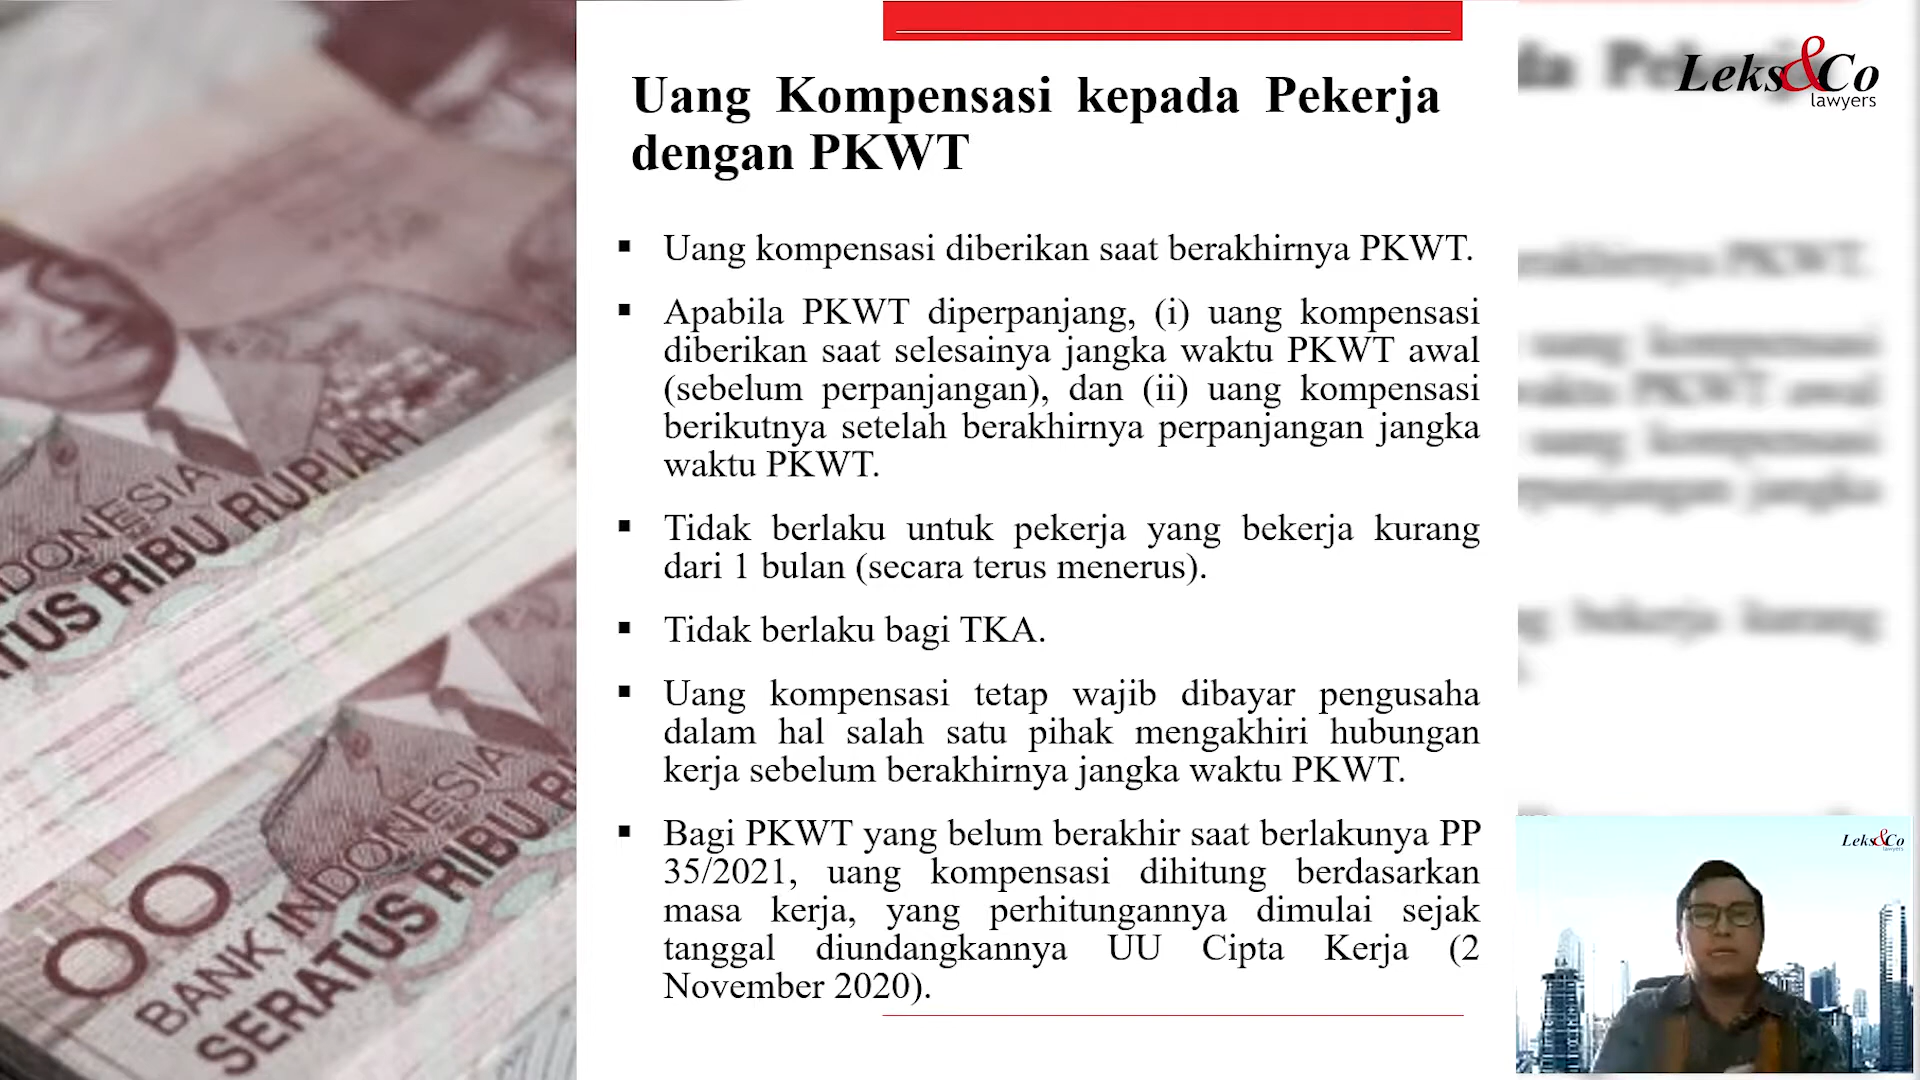 Uang Kompensasi kepada Pekerja
dengan PKWT
Leks&Co
lawyers
▪ Uang kompensasi diberikan saat berakhirnya PKWT.
▪ Apabila PKWT diperpanjang, (i) uang kompensasi
diberikan saat selesainya jangka waktu PKWT awal
(sebelum perpanjangan), dan (ii) uang kompensasi
berikutnya setelah berakhirnya perpanjangan jangka
waktu PKWT.
▪ Tidak berlaku untuk pekerja yang bekerja kurang
dari 1 bulan (secara terus menerus).
▪ Tidak berlaku bagi TKA.
▪ Uang kompensasi tetap wajib dibayar pengusaha
dalam hal salah satu pihak mengakhiri hubungan
kerja sebelum berakhirnya jangka waktu PKWT.
▪ Bagi PKWT yang belum berakhir saat berlakunya PP
35/2021, uang kompensasi dihitung berdasarkan
masa kerja, yang perhitungannya dimulai sejak
tanggal diundangkannya UU Cipta Kerja (2
November 2020).
INDONESIA
SERATUS RIBU RUPIAH
00
BANK INDONESIA
SERATUS RIBU
Leks&Co
lawyers